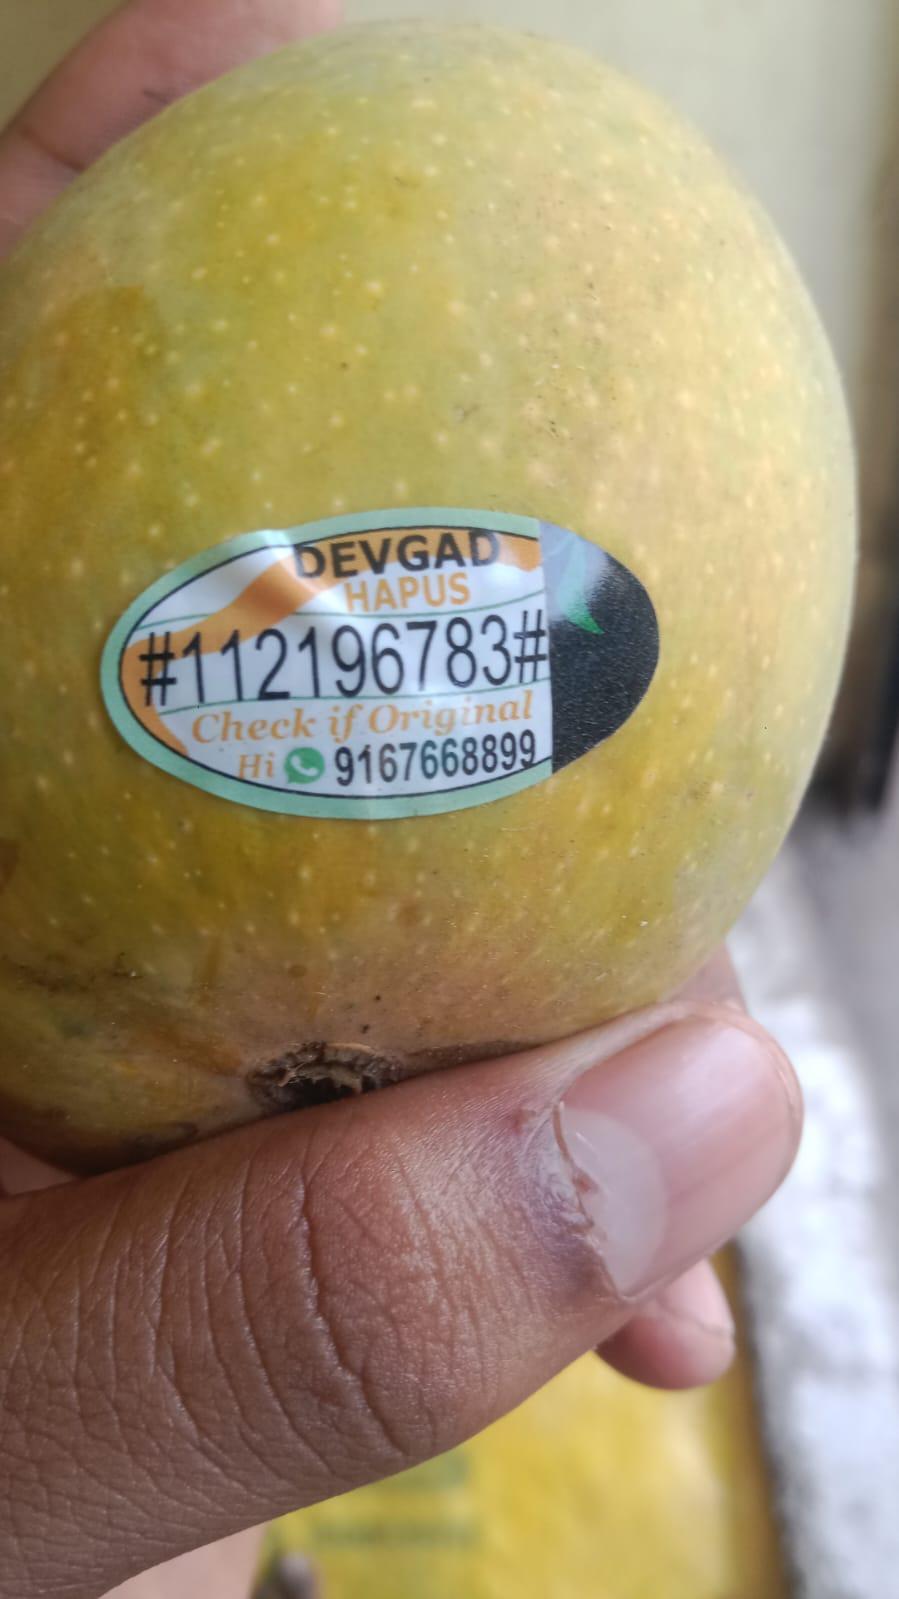 DEVGAD
HAPUS
#112196783#
Check if Original
Hi 9167668899